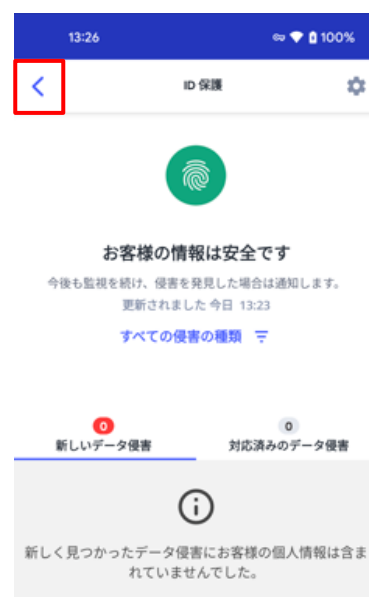 13:26
100%
ID 保護
お客様の情報は安全です
今後も監視を続け、侵害を発見した場合は通知します。
更新されました 今日 13:23
すべての侵害の種類
0
新しいデータ侵害
0
対応済みのデータ侵害
新しく見つかったデータ侵害にお客様の個人情報は含ま
れていませんでした。